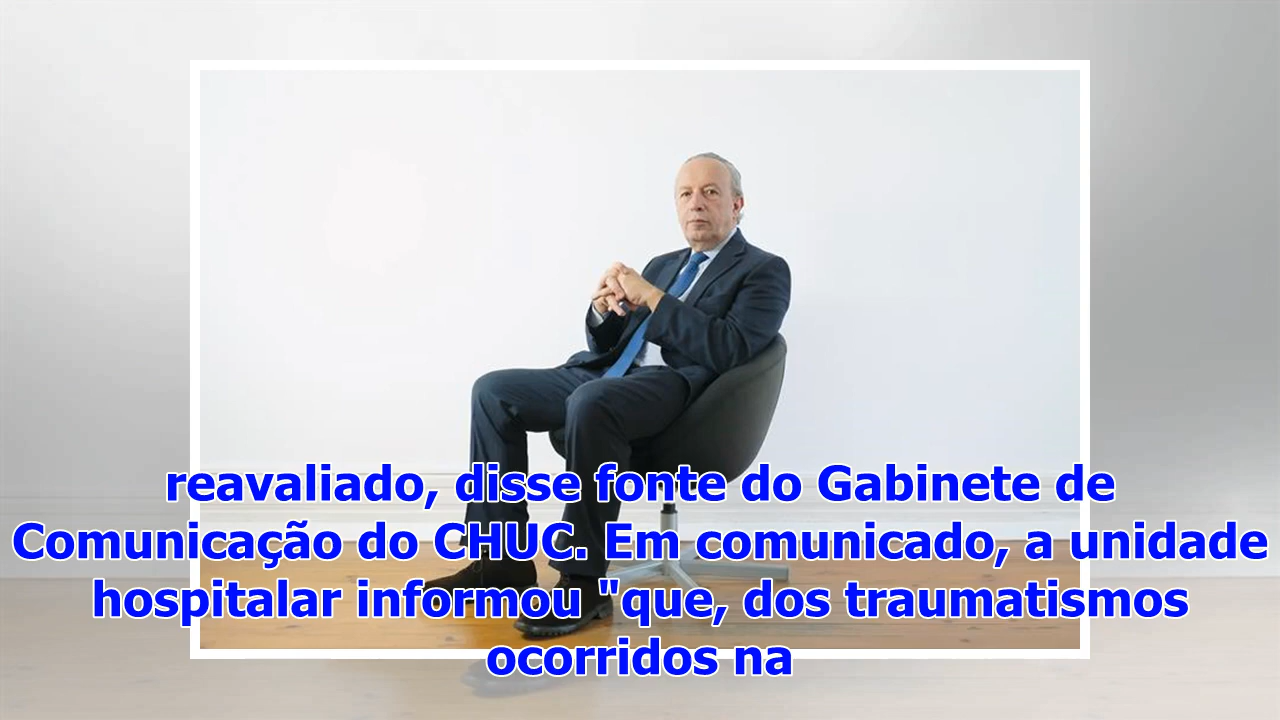 reavaliado, disse fonte do Gabinete de
Comunicação do CHUC. Em comunicado, a unidade
hospitalar informou "que, dos traumatismos
ocorridos na